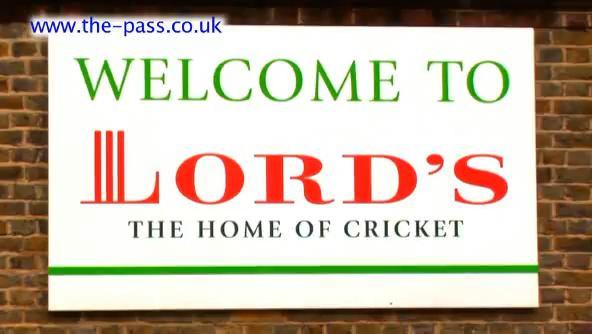 www.the-pass.co.uk
WELCOME TO
LORD'S
THE HOME OF CRICKET